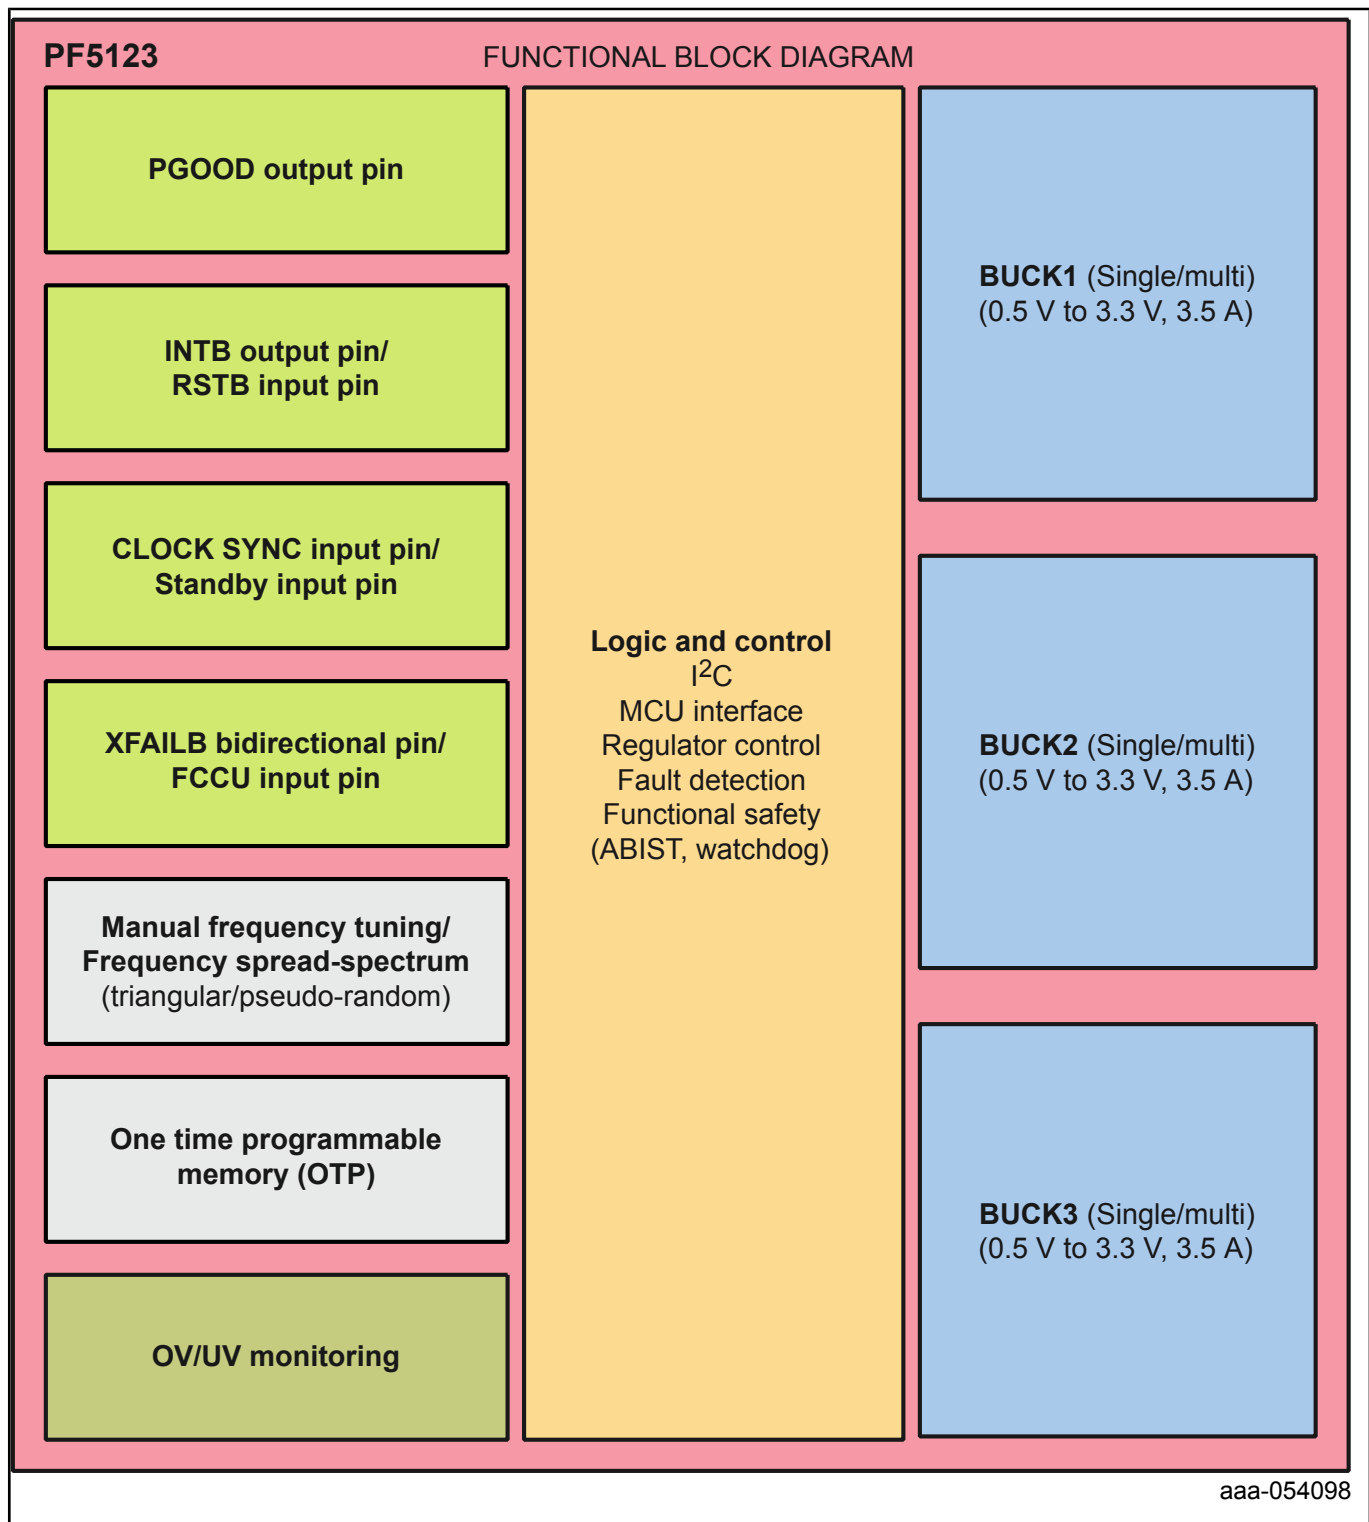 PF5123
FUNCTIONAL BLOCK DIAGRAM
PGOOD output pin
INTB output pin/
RSTB input pin
CLOCK SYNC input pin/
Standby input pin
XFAILB bidirectional pin/
FCCU input pin
Manual frequency tuning/
Frequency spread-spectrum
(triangular/pseudo-random)
One time programmable
memory (OTP)
OV/UV monitoring
Logic and control
I²C
MCU interface
Regulator control
Fault detection
Functional safety
(ABIST, watchdog)
BUCK1 (Single/multi)
(0.5 V to 3.3 V, 3.5 A)
BUCK2 (Single/multi)
(0.5 V to 3.3 V, 3.5 A)
BUCK3 (Single/multi)
(0.5 V to 3.3 V, 3.5 A)
aaa-054098